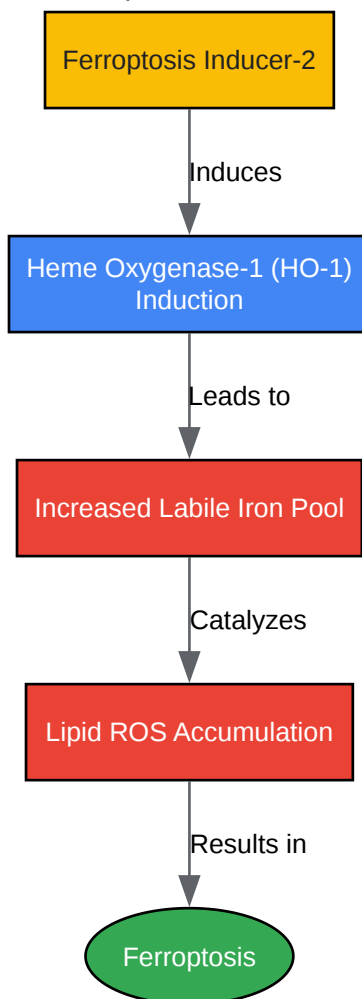 Ferroptosis Inducer-2
Induces
Heme Oxygenase-1 (HO-1)
Induction
Leads to
Increased Labile Iron Pool
Catalyzes
Lipid ROS Accumulation
Results in
Ferroptosis